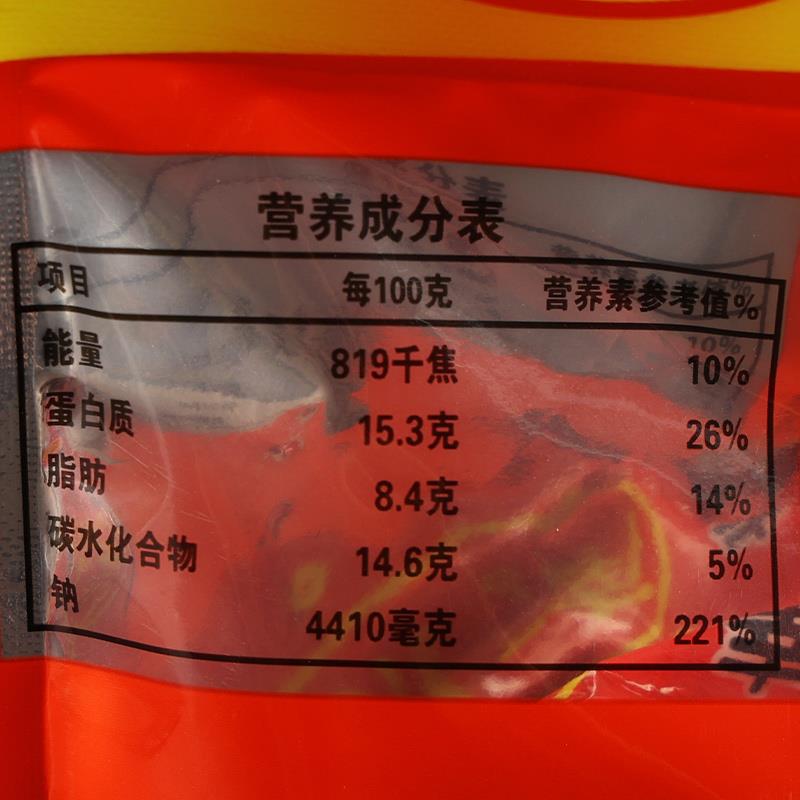 营养成分表
项目 每100克 营养素参考值%
能量 819千焦 10%
蛋白质 15.3克 26%
脂肪 8.4克 14%
碳水化合物 14.6克 5%
钠 4410毫克 221%